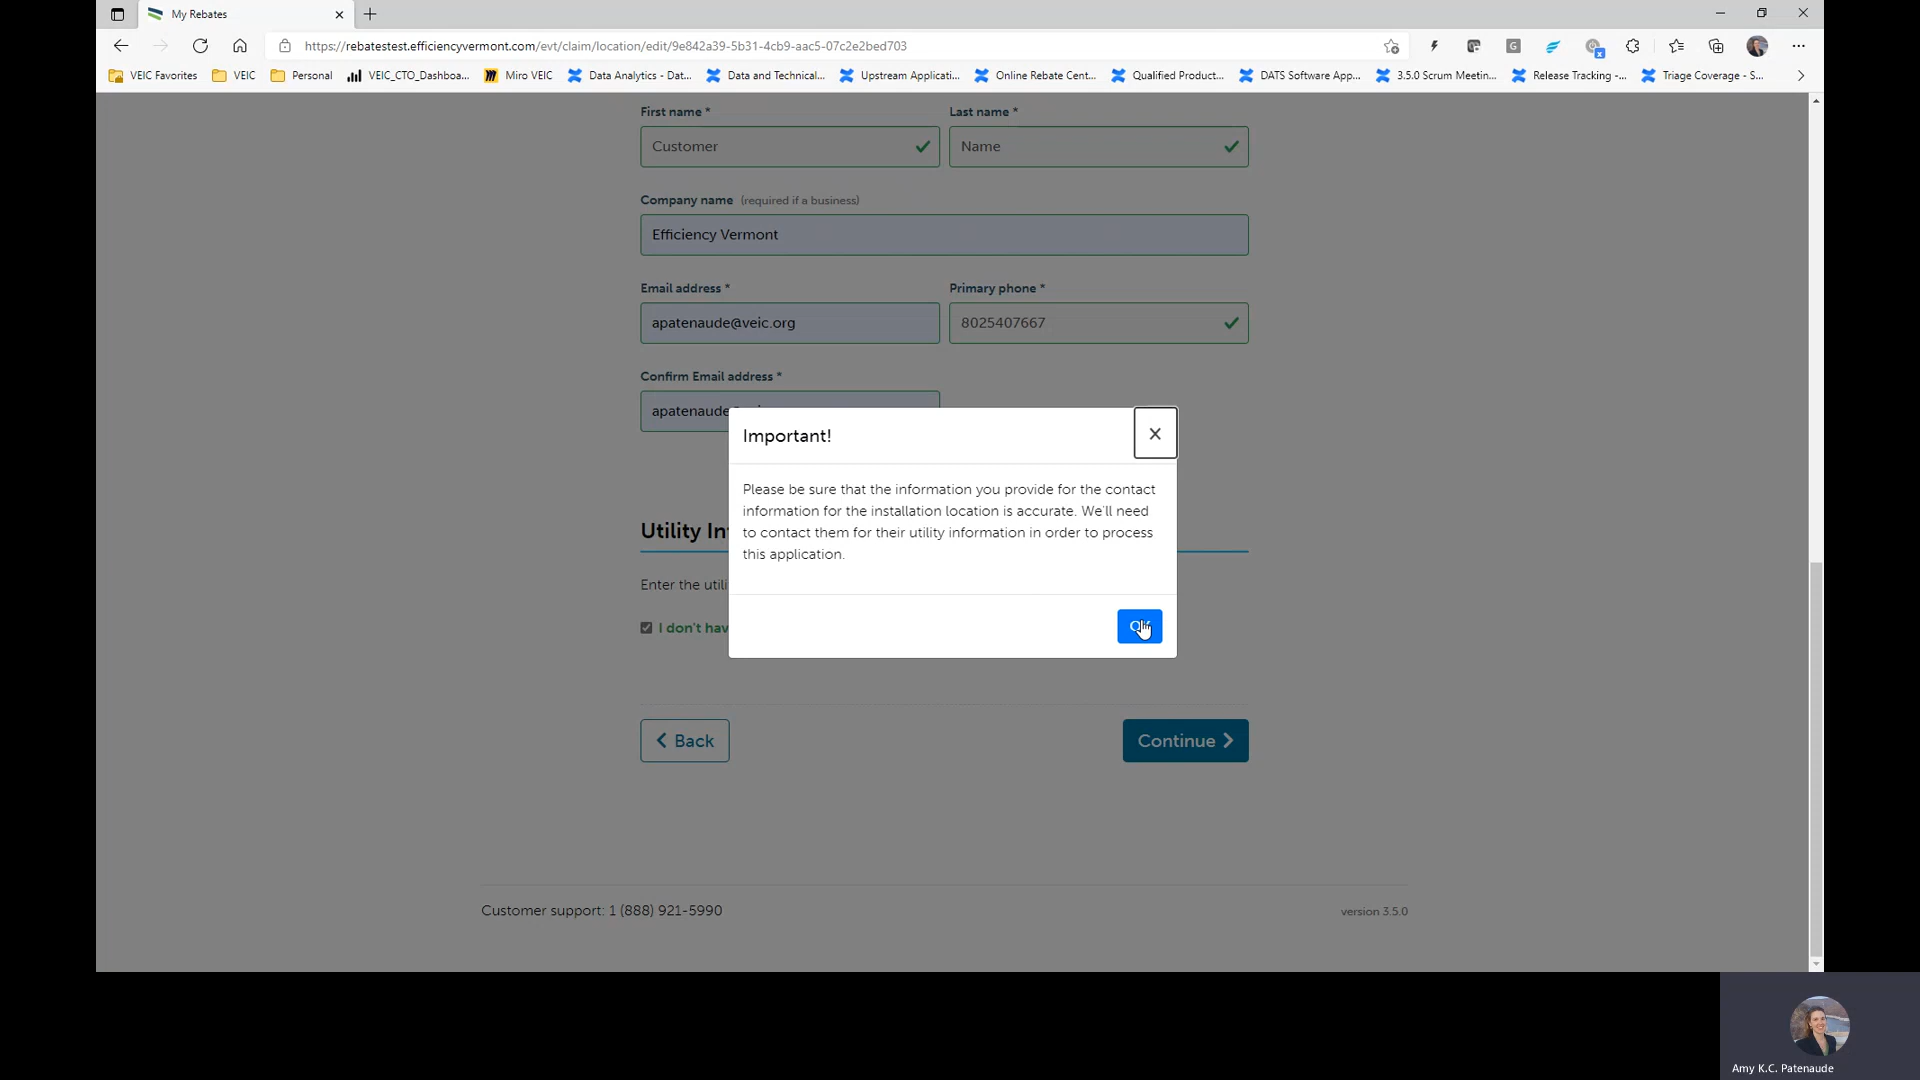 My Rebates
https://rebatestest.efficiencyvermont.com/evt/claim/location/edit/9e842a39-5b31-4cb9-aac5-07c2e2bed703
VEIC Favorites VEIC Personal VEIC_CTO_Dashboa... Miro VEIC Data Analytics - Dat... Data and Technical... Upstream Applicati... Online Rebate Cent... Qualified Product... DATS Software App... 3.5.0 Scrum Meetin... Release Tracking -... Triage Coverage - S...
First name * Last name *
Customer Name
Company name (required if a business)
Efficiency Vermont
Email address * Primary phone *
apatenaude@veic.org 8025407667
Confirm Email address *
apatenaude
Important!
Please be sure that the information you provide for the contact
information for the installation location is accurate. We'll need
to contact them for their utility information in order to process
this application.
Utility In
Enter the utili
I don't hav
Back Continue
Customer support: 1 (888) 921-5990 version 3.5.0
Amy K.C. Patenaude